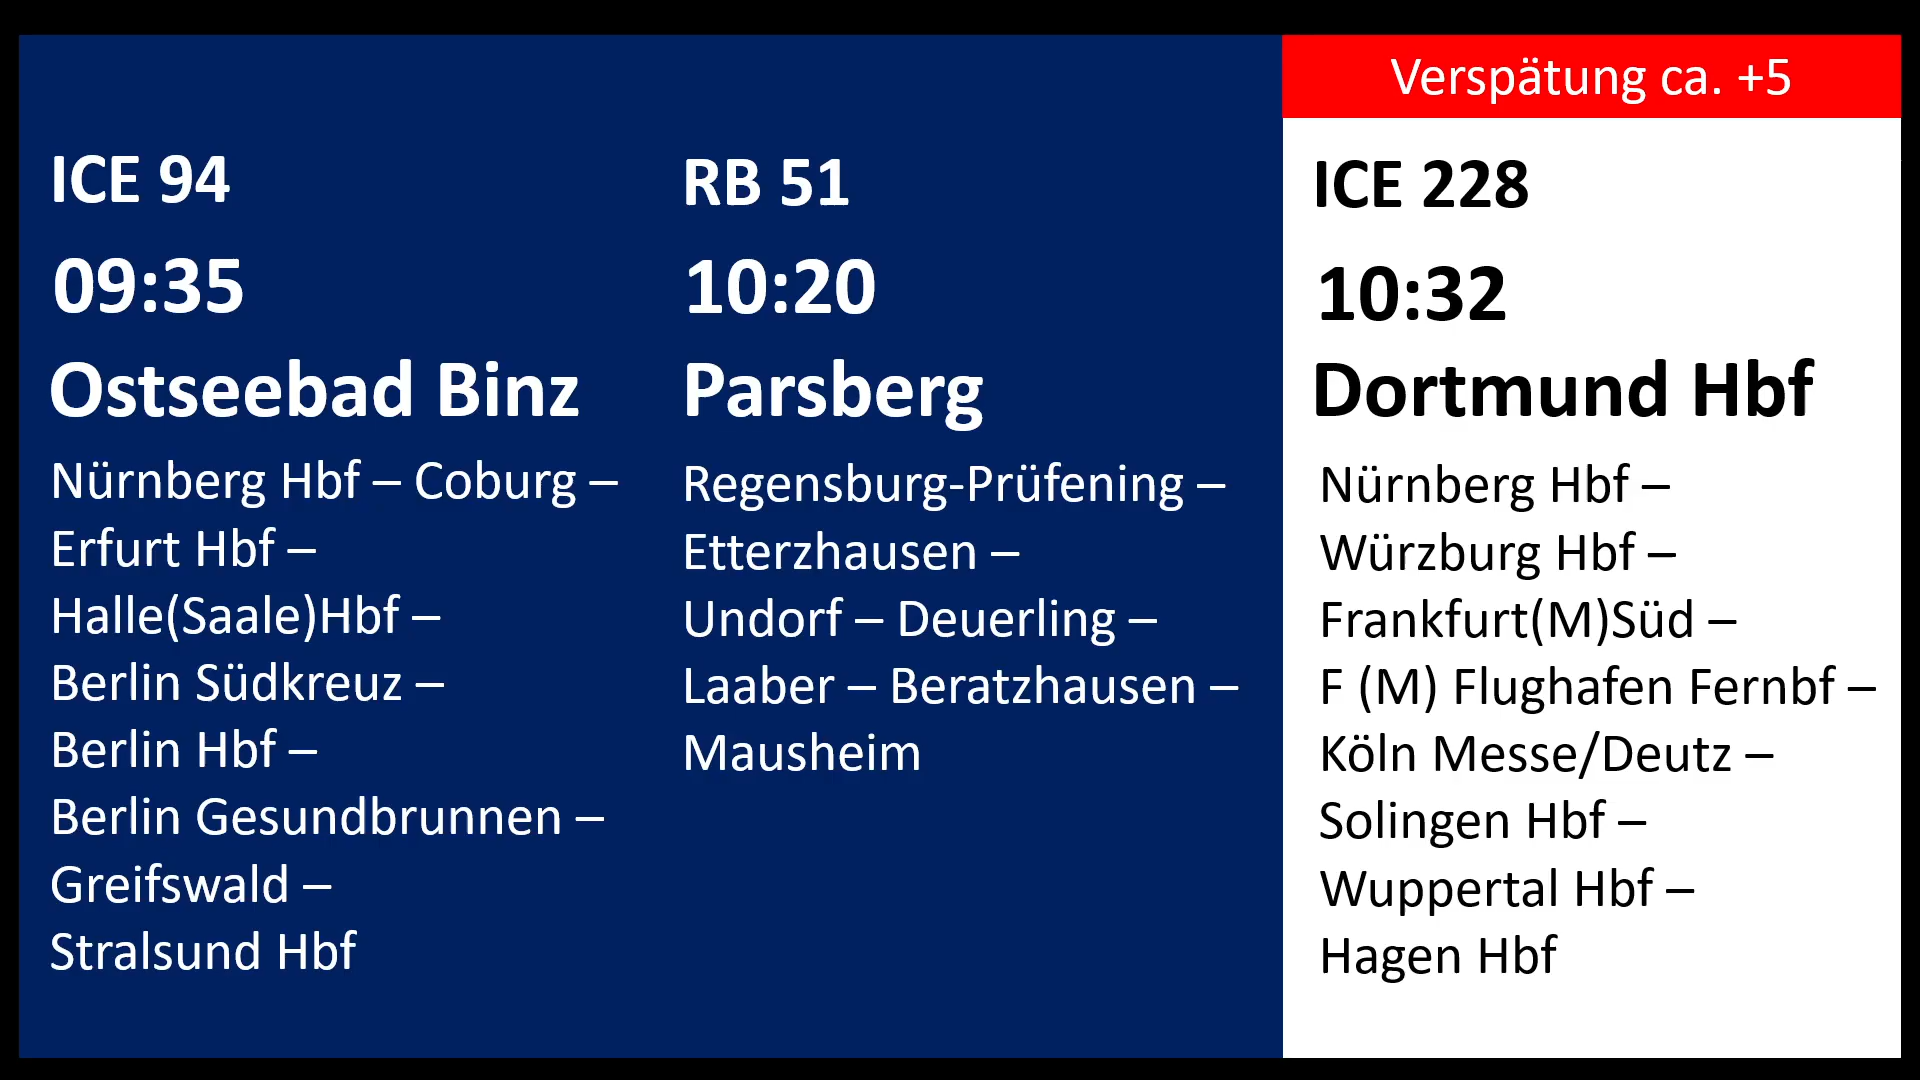 ICE 94
09:35
Ostseebad Binz
Nürnberg Hbf – Coburg –
Erfurt Hbf –
Halle(Saale)Hbf –
Berlin Südkreuz –
Berlin Hbf –
Berlin Gesundbrunnen –
Greifswald –
Stralsund Hbf
RB 51
10:20
Parsberg
Regensburg-Prüfening –
Etterzhausen –
Undorf – Deuerling –
Laaber – Beratzhausen –
Mausheim
Verspätung ca. +5
ICE 228
10:32
Dortmund Hbf
Nürnberg Hbf –
Würzburg Hbf –
Frankfurt(M)Süd –
F (M) Flughafen Fernbf –
Köln Messe/Deutz –
Solingen Hbf –
Wuppertal Hbf –
Hagen Hbf